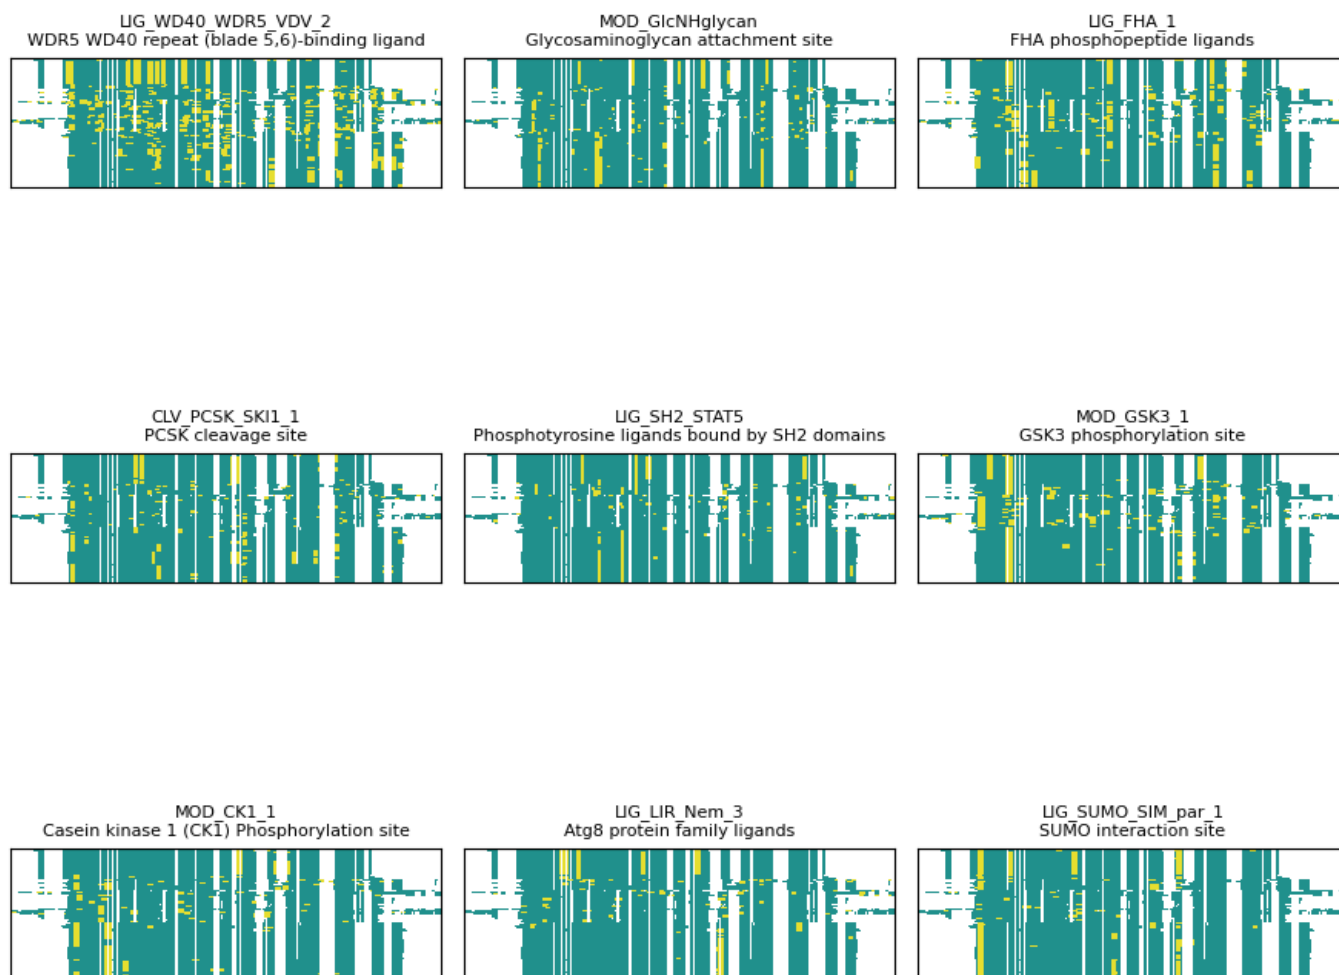 LIG_WD40_WDR5_VDV_2
WDR5 WD40 repeat (blade 5,6)-binding ligand
MOD_GlcNHglycan
Glycosaminoglycan attachment site
LIG_FHA_1
FHA phosphopeptide ligands
CLV_PCSK_SKI1_1
PCSK cleavage site
LIG_SH2_STAT5
Phosphotyrosine ligands bound by SH2 domains
MOD_GSK3_1
GSK3 phosphorylation site
MOD_CK1_1
Casein kinase 1 (CK1) Phosphorylation site
LIG_LIR_Nem_3
Atg8 protein family ligands
LIG_SUMO_SIM_par_1
SUMO interaction site